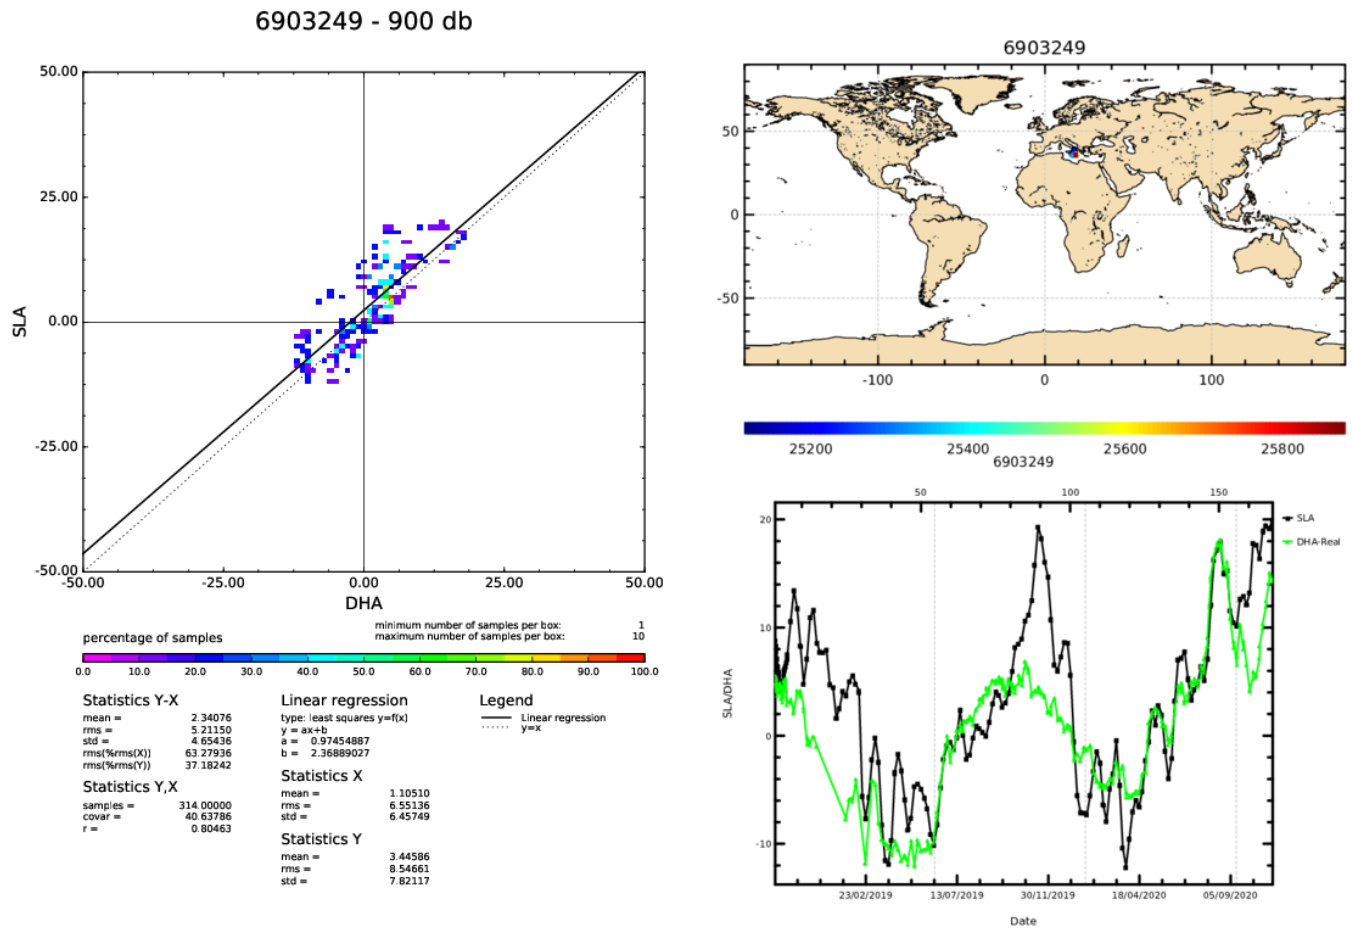 6903249 - 900 db
50.00
25.00
0.00
-25.00
-50.00
SLA
-50.00 -25.00 0.00 25.00 50.00
DHA
percentage of samples
minimum number of samples per box: 1
maximum number of samples per box: 10
0.0 10.0 20.0 30.0 40.0 50.0 60.0 70.0 80.0 90.0 100.0
Statistics Y-X
mean = 2.34076
rms = 5.21150
std = 4.65436
rms(%rms(X)) 63.27936
rms(%rms(Y)) 37.18242
Statistics Y,X
samples = 314.00000
covar = 40.63786
r = 0.80463
Linear regression
type: least squares y=f(x)
y = ax+b
a = 0.97454887
b = 2.36889027
Statistics X
mean = 1.10510
rms = 6.55136
std = 6.45749
Statistics Y
mean = 3.44586
rms = 8.54661
std = 7.82117
Legend
Linear regression
y=x
6903249
50
0
-50
-100 0 100
25200 25400 25600 25800
6903249
50 100 150
20
10
0
-10
SLA/DHA
SLA
DHA-Real
23/02/2019 13/07/2019 30/11/2019 18/04/2020 05/09/2020
Date